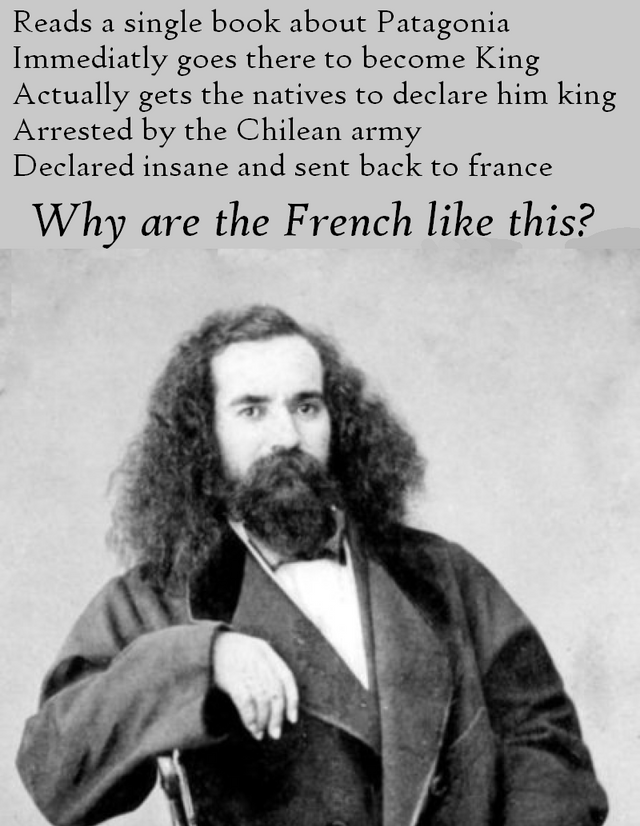 Reads a single book about Patagonia
Immediatly goes there to become King
Actually gets the natives to declare him king
Arrested by the Chilean army
Declared insane and sent back to france
Why are the French like this?